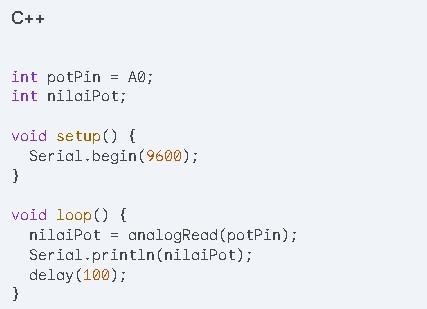 C++
int potPin = A0;
int nilaiPot;
void setup() {
  Serial.begin(9600);
}
void loop() {
  nilaiPot = analogRead(potPin);
  Serial.println(nilaiPot);
  delay(100);
}